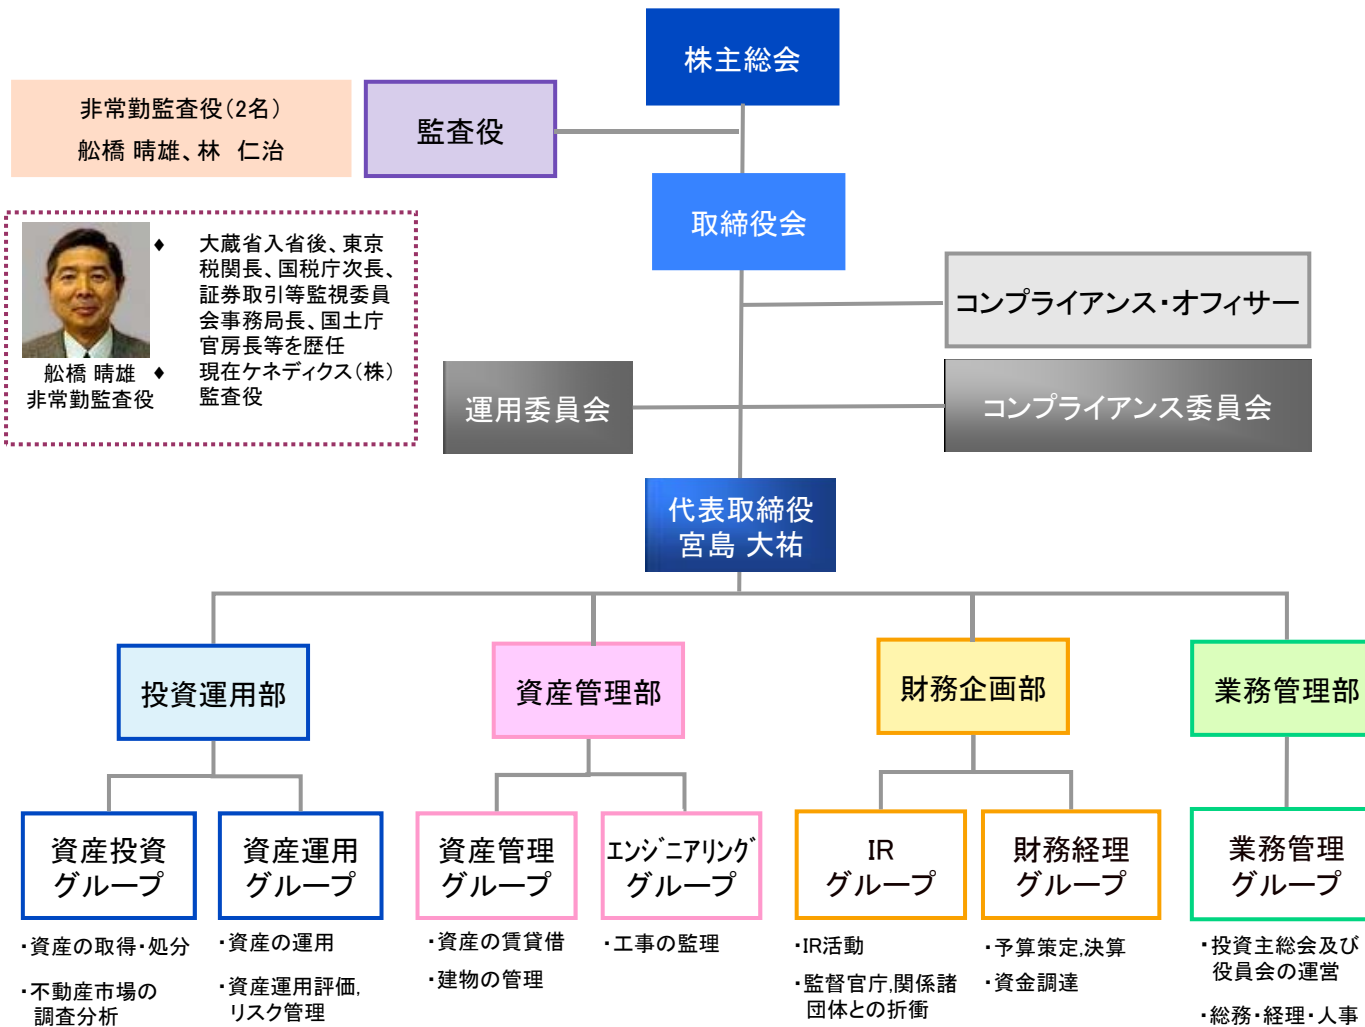 株主総会
非常勤監査役(2名)
舩橋 晴雄、林 仁治
監査役
取締役会
♦ 大蔵省入省後、東京
税関長、国税庁次長、
証券取引等監視委員
会事務局長、国土庁
官房長等を歴任
♦ 現在ケネディクス(株)
監査役
舩橋 晴雄
非常勤監査役
コンプライアンス・オフィサー
運用委員会
コンプライアンス委員会
代表取締役
宮島 大祐
投資運用部
資産管理部
財務企画部
業務管理部
資産投資
グループ
資産運用
グループ
資産管理
グループ
エンジニアリング
グループ
IR
グループ
財務経理
グループ
業務管理
グループ
・資産の取得・処分
・不動産市場の
調査分析
・資産の運用
・資産運用評価,
リスク管理
・資産の賃貸借
・建物の管理
・工事の監理
・IR活動
・監督官庁,関係諸
団体との折衝
・予算策定,決算
・資金調達
・投資主総会及び
役員会の運営
・総務・経理・人事